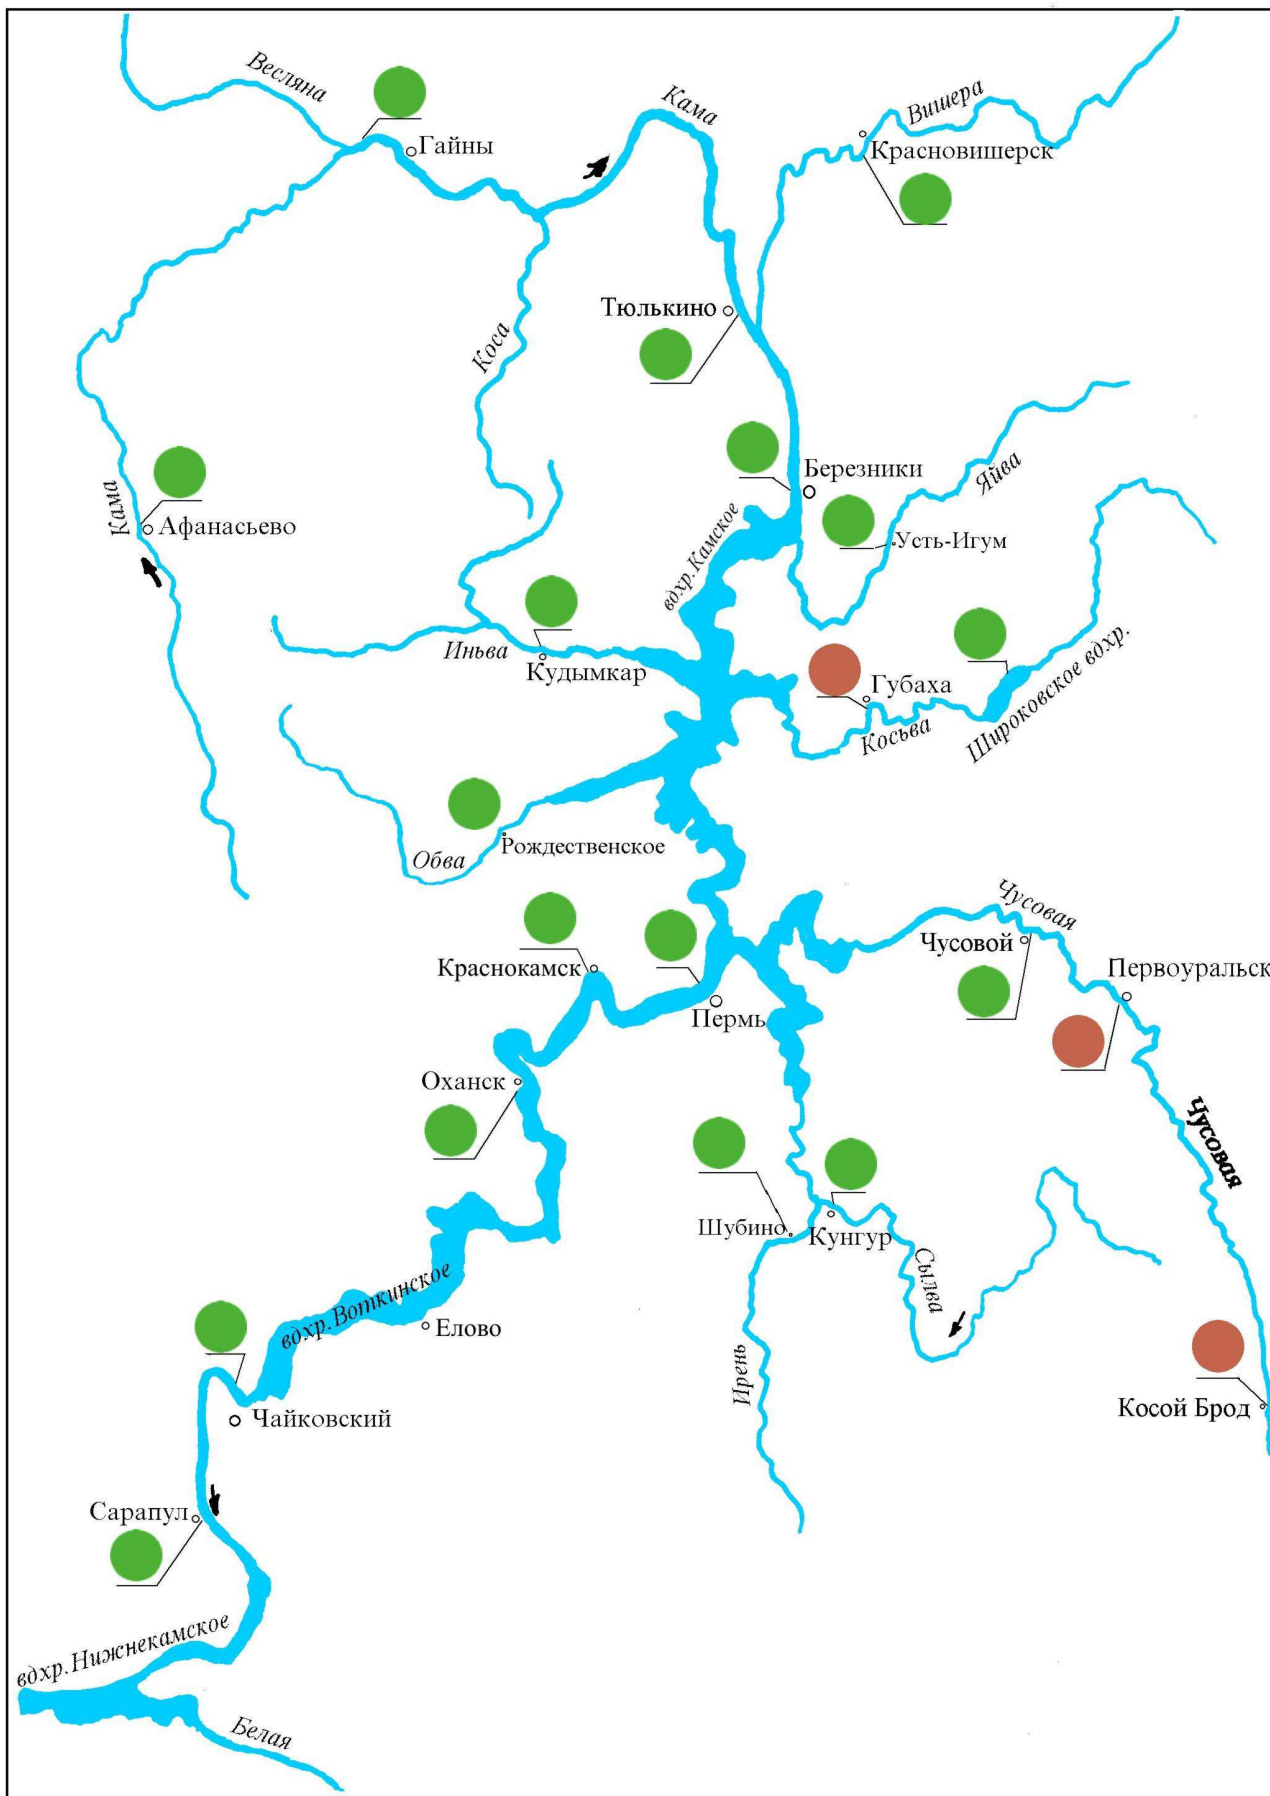 Весляна
Кама
Вишера
Гайны
Красновишерск
Тюлькино
Коса
Березники
Яйва
Кама
Афанасьево
вдхр.Камское
Усть-Игум
Иньва
Кудымкар
Губаха
Косьва
Широковское вдхр.
Обва
Рождественское
Чусовая
Краснокамск
Чусовой
Первоуральск
Пермь
Оханск
Чусовая
Шубино
Кунгур
Сылва
вдхр.Воткинское
Елово
Ирень
Чайковский
Косой Брод
Сарапул
вдхр.Нижнекамское
Белая